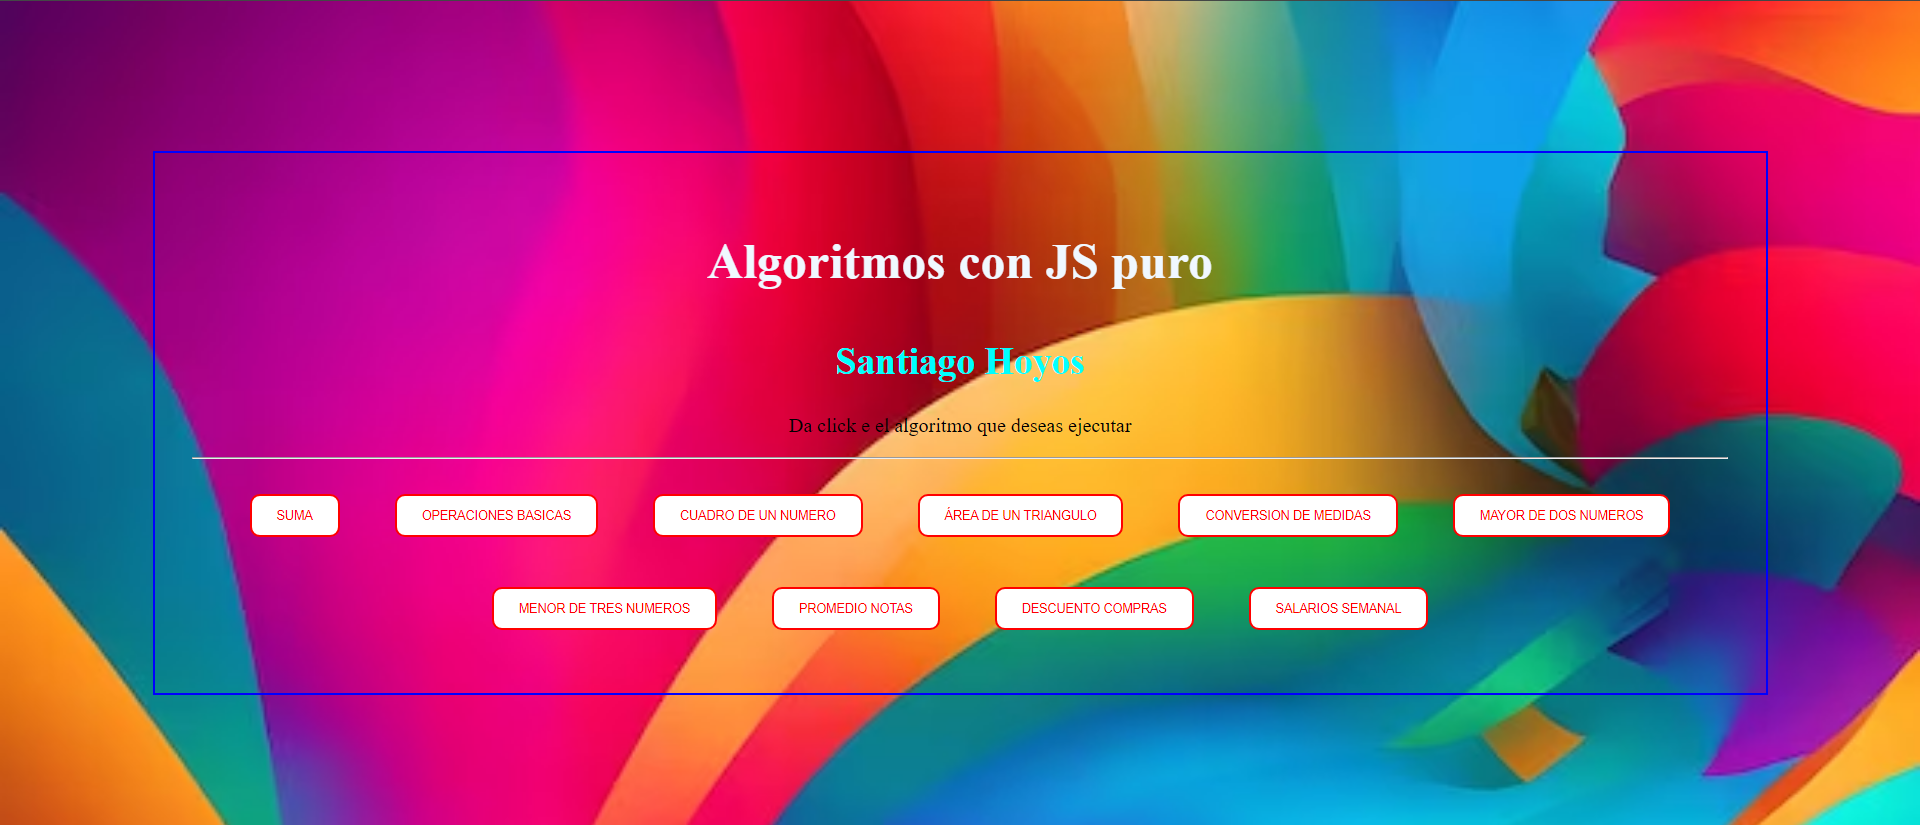 Algoritmos con JS puro
Santiago Hoyos
Da click e el algoritmo que deseas ejecutar
SUMA OPERACIONES BASICAS CUADRO DE UN NUMERO ÁREA DE UN TRIANGULO CONVERSION DE MEDIDAS MAYOR DE DOS NUMEROS
MENOR DE TRES NUMEROS PROMEDIO NOTAS DESCUENTO COMPRAS SALARIOS SEMANAL